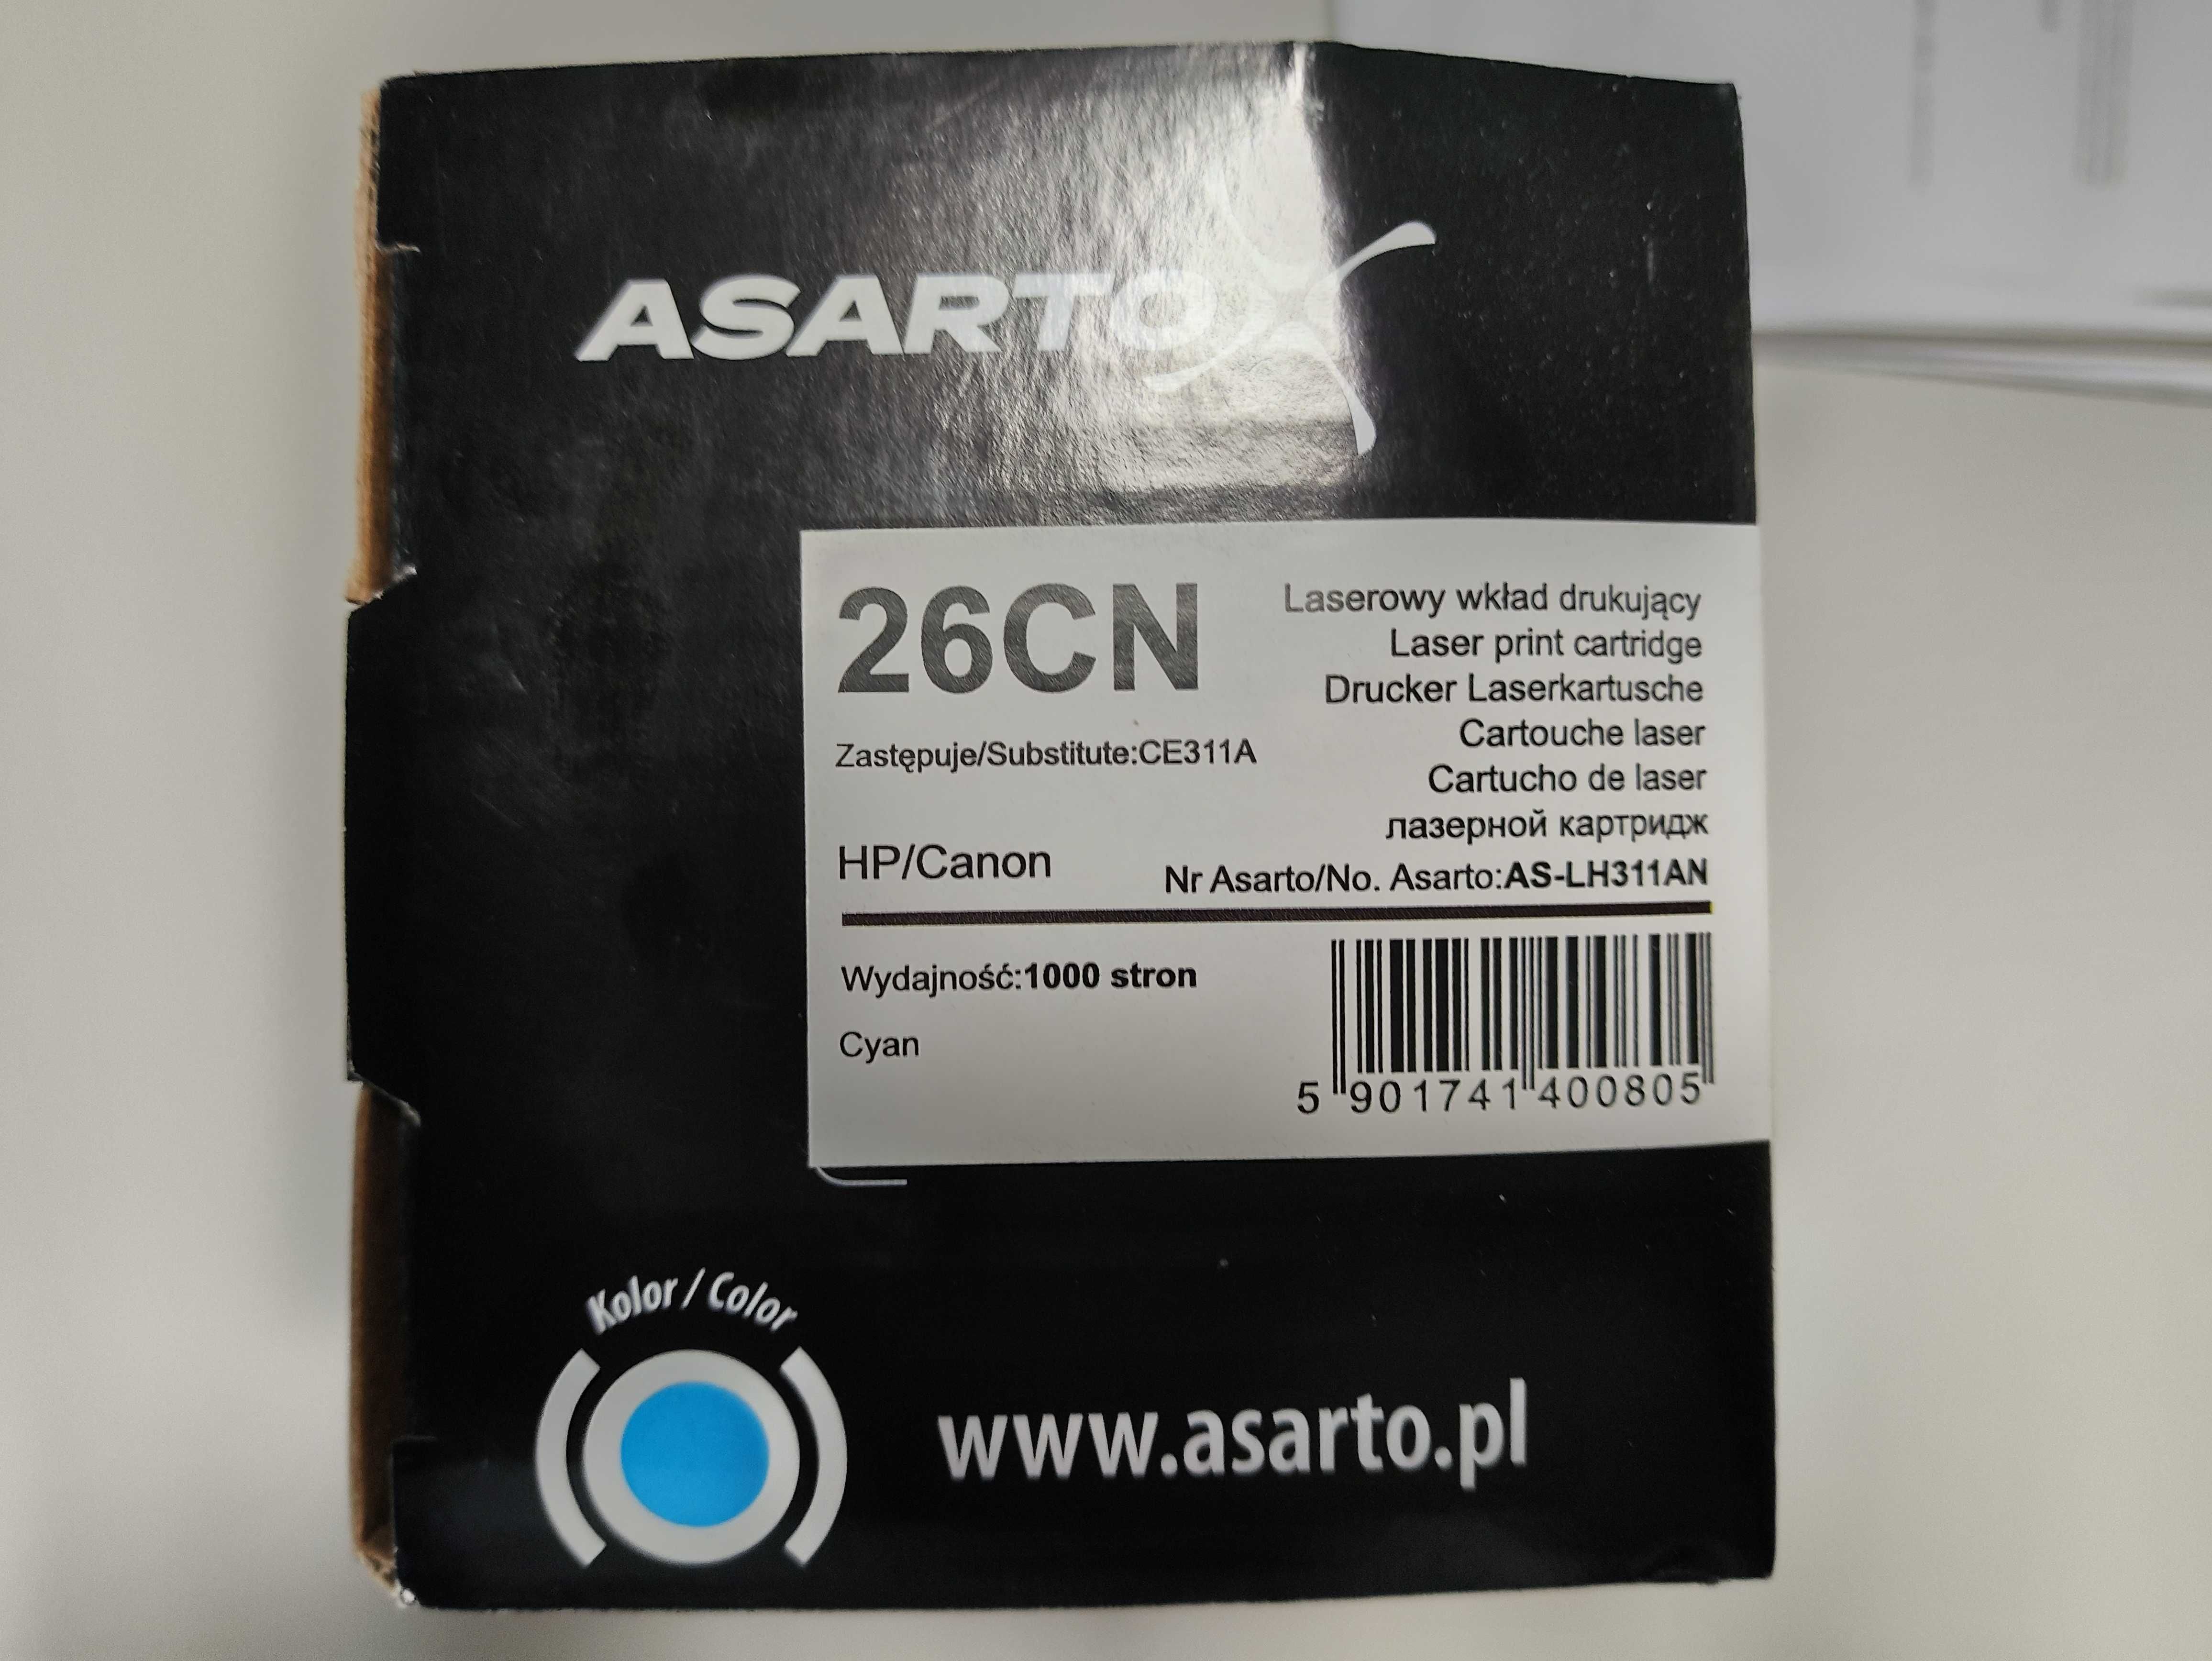 ASARTO
26CN
Laserowy wkład drukujący
Laser print cartridge
Drucker Laserkartusche
Cartouche laser
Cartucho de laser
лазерной картридж
Zastępuje/Substitute:CE311A
HP/Canon
Nr Asarto/No. Asarto:AS-LH311AN
Wydajność:1000 stron
Cyan
5 901741 400805
Kolor / Color
www.asarto.pl